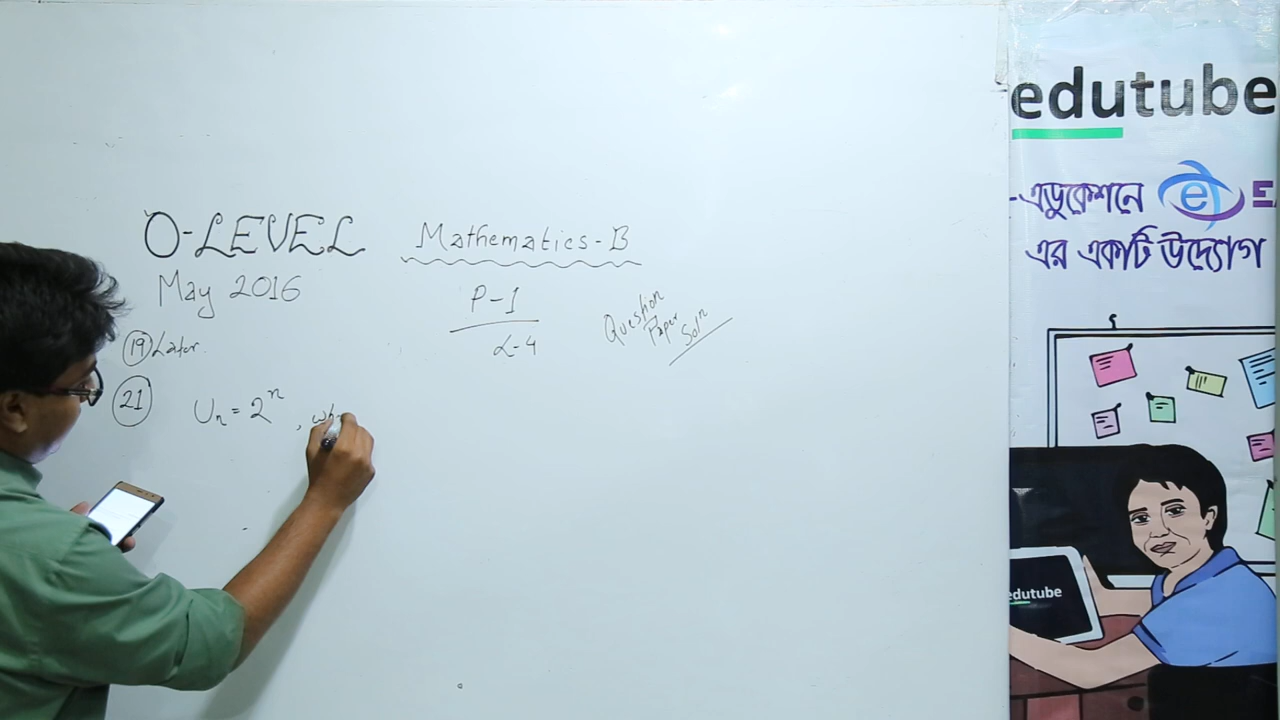 O-LEVEL Mathematics-B
May 2016
P-1
L-4
Question
Paper
Soln
19 Later.
21 Un = 2^n , wh
edutube
-এডুকেশনে e
এর একটি উদ্যোগ
edutube